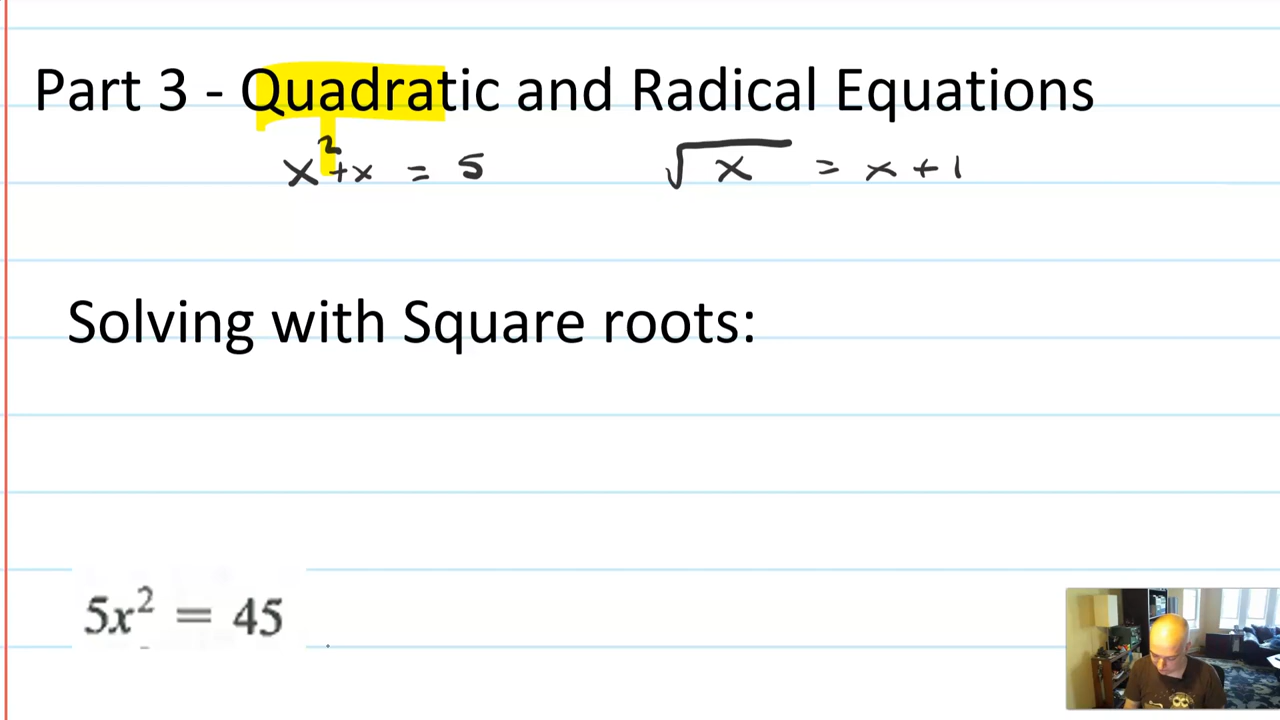 Part 3 - Quadratic and Radical Equations
x²+x = 5 √x = x+1
Solving with Square roots:
5x² = 45